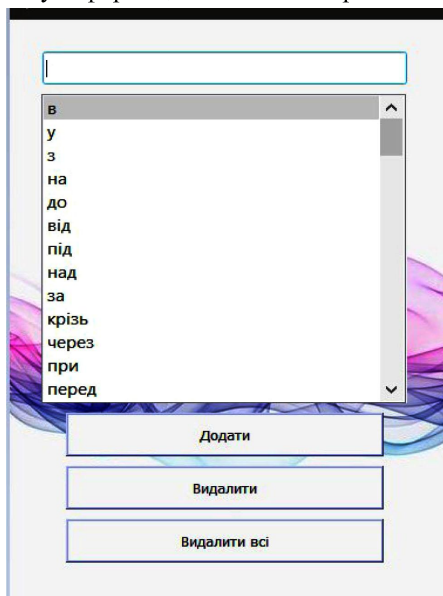 в
у
з
на
до
від
під
над
за
крізь
через
при
перед
Додати
Видалити
Видалити всі